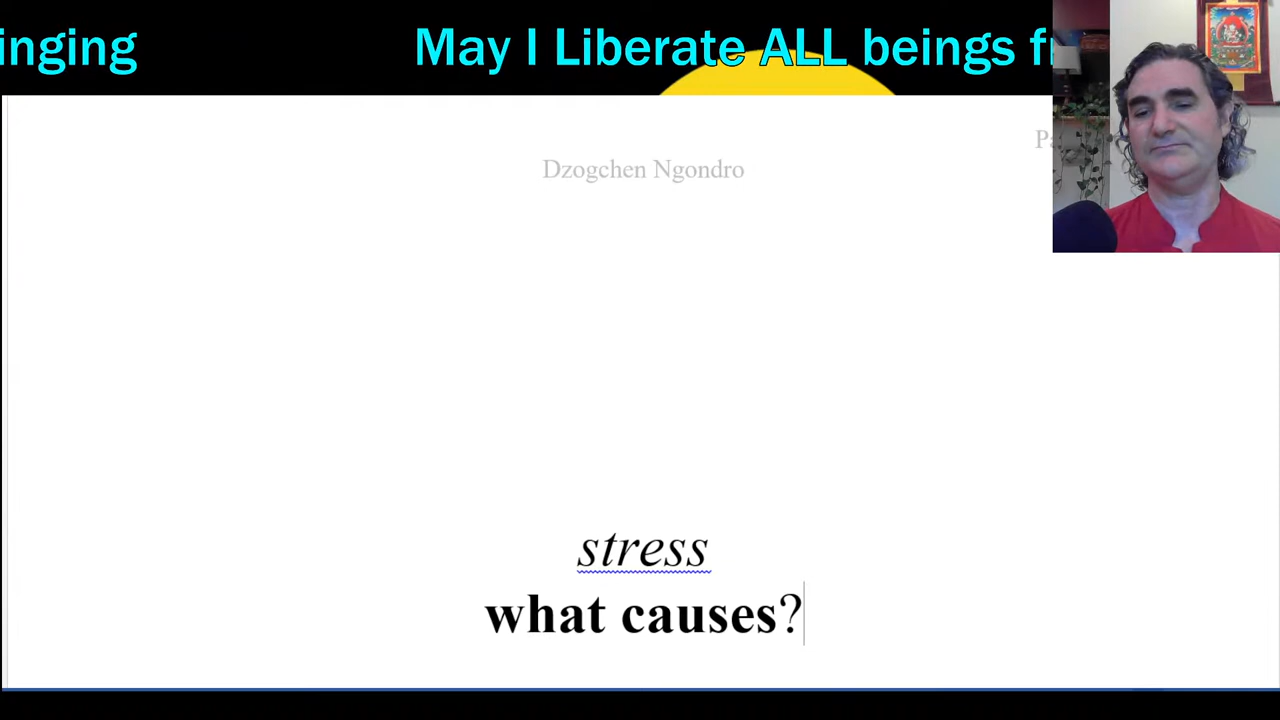 inging May I Liberate ALL beings
Dzogchen Ngondro
stress
what causes?